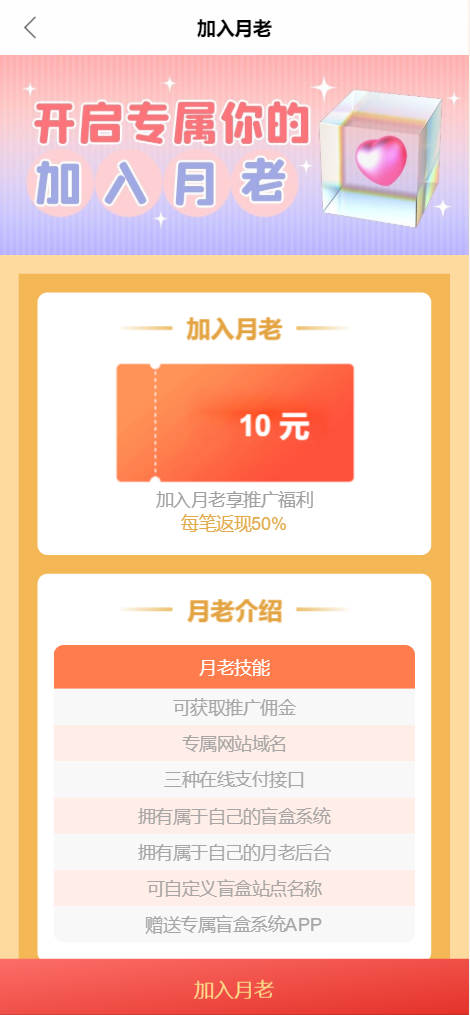 加入月老
开启专属你的
加入月老
加入月老
10 元
加入月老享推广福利
每笔返现50%
月老介绍
月老技能
可获取推广佣金
专属网站域名
三种在线支付接口
拥有属于自己的盲盒系统
拥有属于自己的月老后台
可自定义盲盒站点名称
赠送专属盲盒系统APP
加入月老